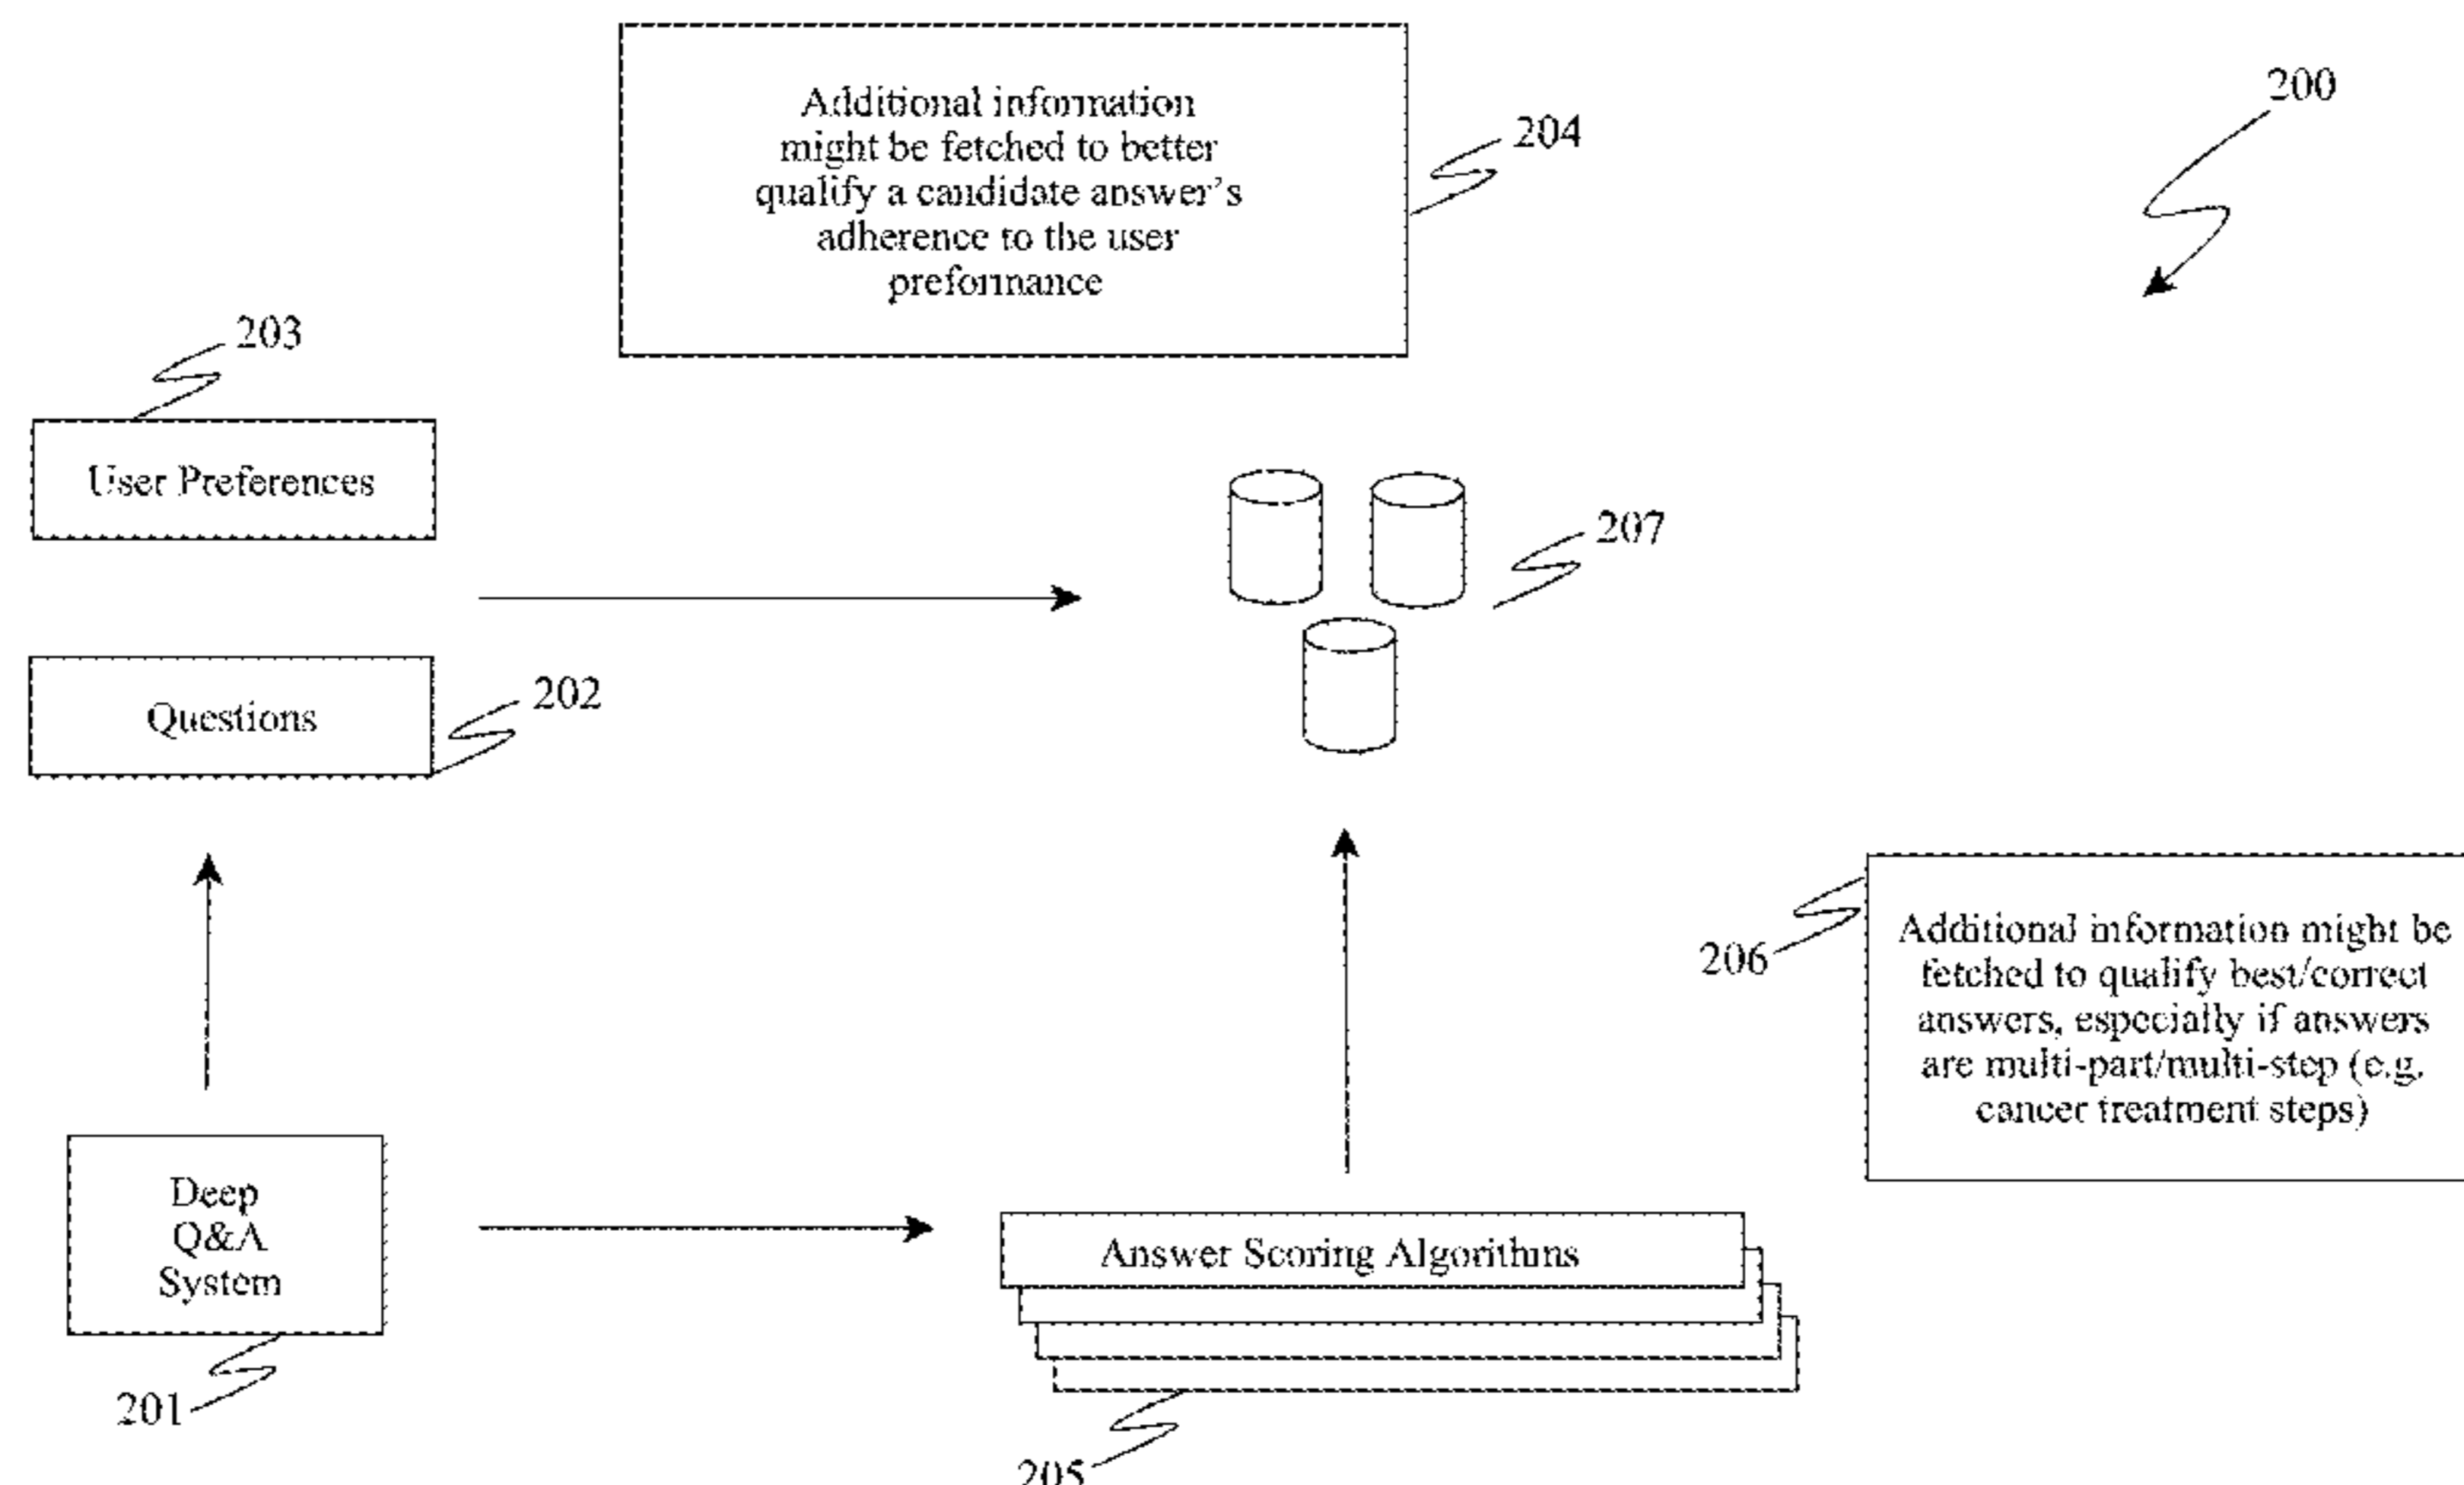 Additional information
might be fetched to better
qualify a candidate answer's
adherence to the user
preformance
204
200
203
User Preferences
207
Questions
202
206
Additional information might be
fetched to qualify best/correct
answers, especially if answers
are multi-part/multi-step (e.g.
cancer treatment steps)
Deep
Q&A
System
201
Answer Scoring Algorithms
205